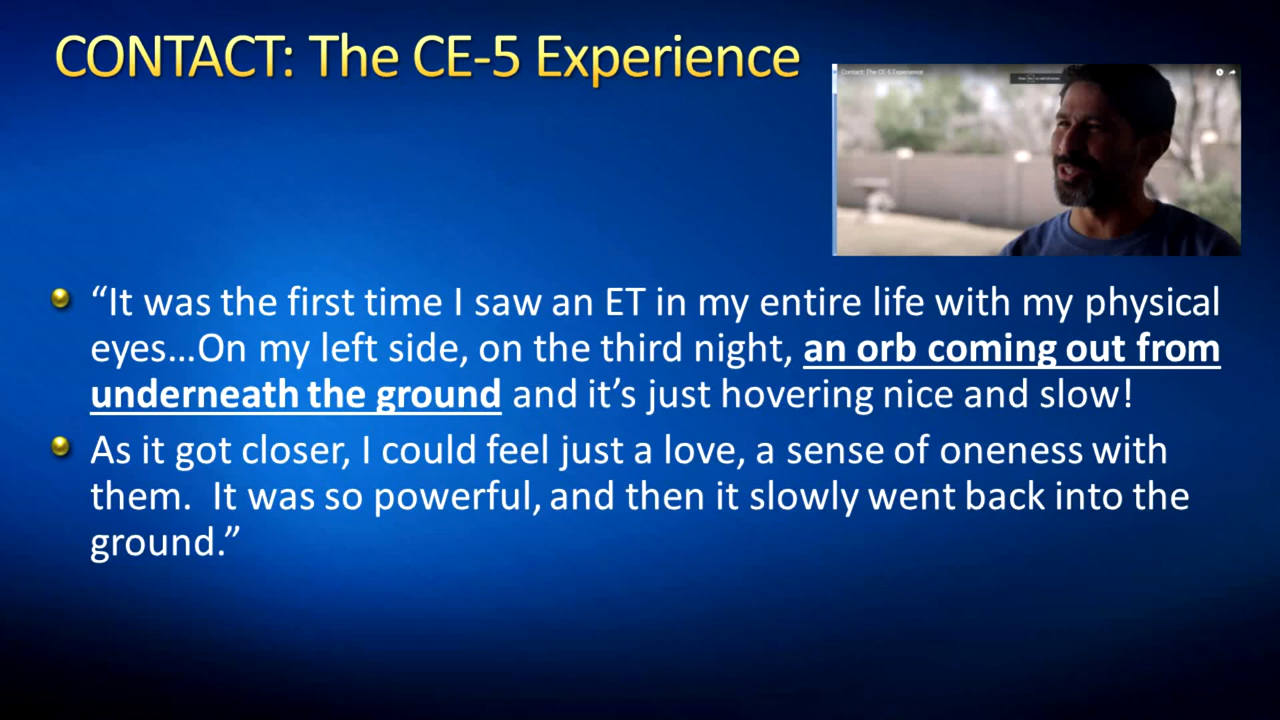 CONTACT: The CE-5 Experience
Contact: The CE-5 Experience
“It was the first time I saw an ET in my entire life with my physical
eyes…On my left side, on the third night, an orb coming out from
underneath the ground and it’s just hovering nice and slow!
As it got closer, I could feel just a love, a sense of oneness with
them.  It was so powerful, and then it slowly went back into the
ground.”